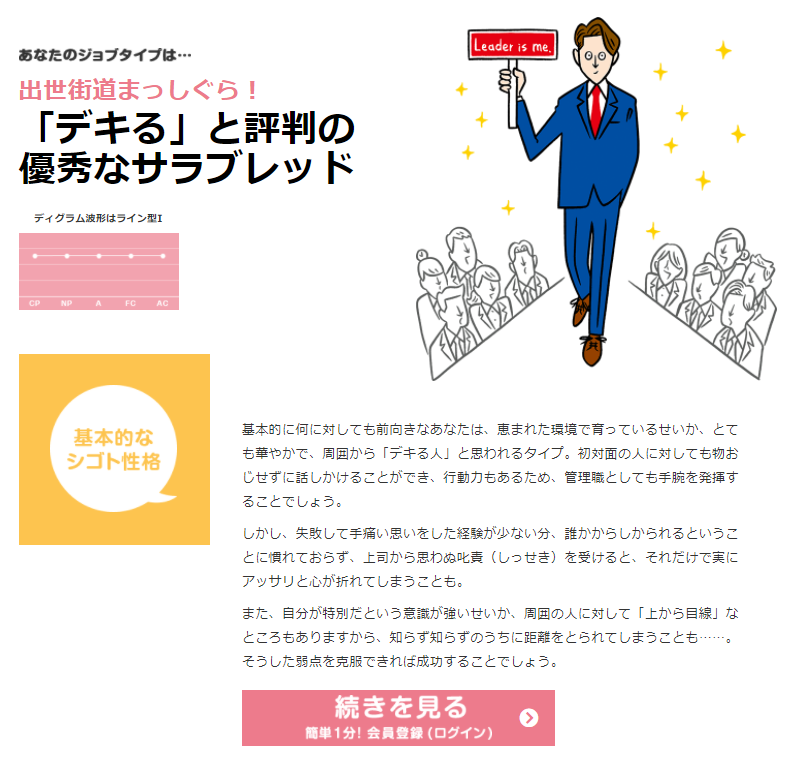 あなたのジョブタイプは…
Leader is me.
出世街道まっしぐら！
「デキる」と評判の
優秀なサラブレッド
ディグラム波形はライン型I
CP NP A FC AC
基本的な
シゴト性格
基本的に何に対しても前向きなあなたは、恵まれた環境で育っているせいか、とて
も華やかで、周囲から「デキる人」と思われるタイプ。初対面の人に対しても物お
じせずに話しかけることができ、行動力もあるため、管理職としても手腕を発揮す
ることでしょう。
しかし、失敗して手痛い思いをした経験が少ない分、誰かからしかられるというこ
とに慣れておらず、上司から思わぬ叱責（しっせき）を受けると、それだけで実に
アッサリと心が折れてしまうことも。
また、自分が特別だという意識が強いせいか、周囲の人に対して「上から目線」な
ところもありますから、知らず知らずのうちに距離をとられてしまうことも……。
そうした弱点を克服できれば成功することでしょう。
続きを見る
簡単1分! 会員登録 (ログイン)